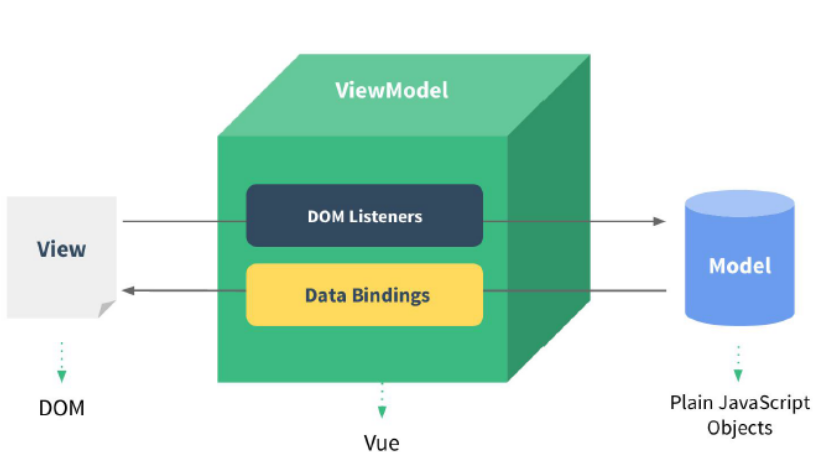 ViewModel
DOM Listeners
View
Model
Data Bindings
DOM
Plain JavaScript
Objects
Vue